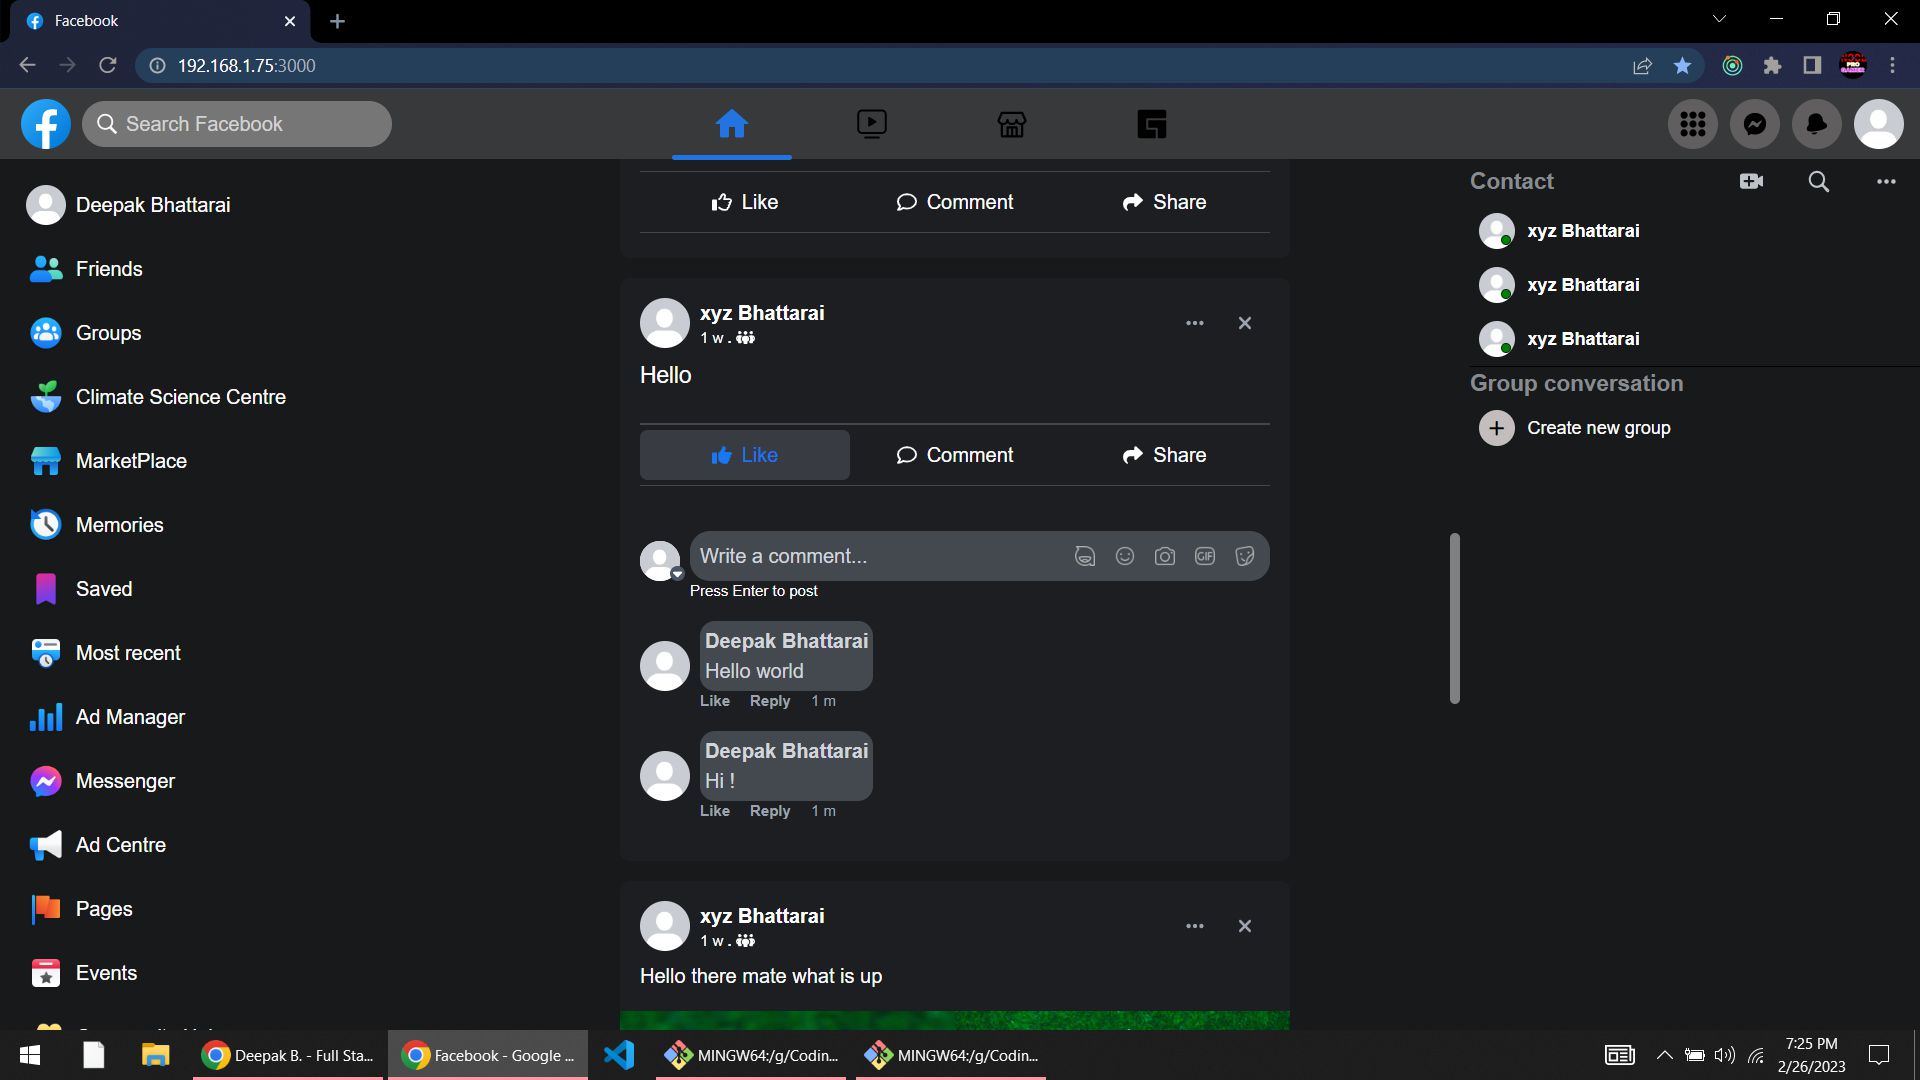 Facebook
192.168.1.75:3000
Search Facebook
Deepak Bhattarai
Friends
Groups
Climate Science Centre
MarketPlace
Memories
Saved
Most recent
Ad Manager
Messenger
Ad Centre
Pages
Events
Like Comment Share
xyz Bhattarai
1 w .
Hello
Like Comment Share
Write a comment...
GIF
Press Enter to post
Deepak Bhattarai
Hello world
Like Reply 1 m
Deepak Bhattarai
Hi !
Like Reply 1 m
xyz Bhattarai
1 w .
Hello there mate what is up
Contact
xyz Bhattarai
xyz Bhattarai
xyz Bhattarai
Group conversation
Create new group
Deepak B. - Full Sta...
Facebook - Google ...
MINGW64:/g/Codin...
MINGW64:/g/Codin...
7:25 PM
2/26/2023